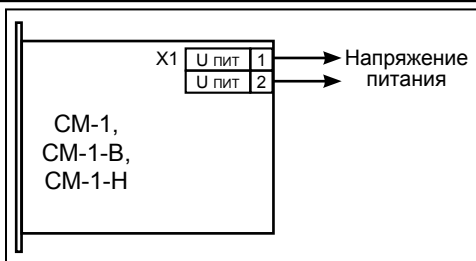 X1 U пит 1 Напряжение
U пит 2 питания
СМ-1,
СМ-1-В,
СМ-1-Н